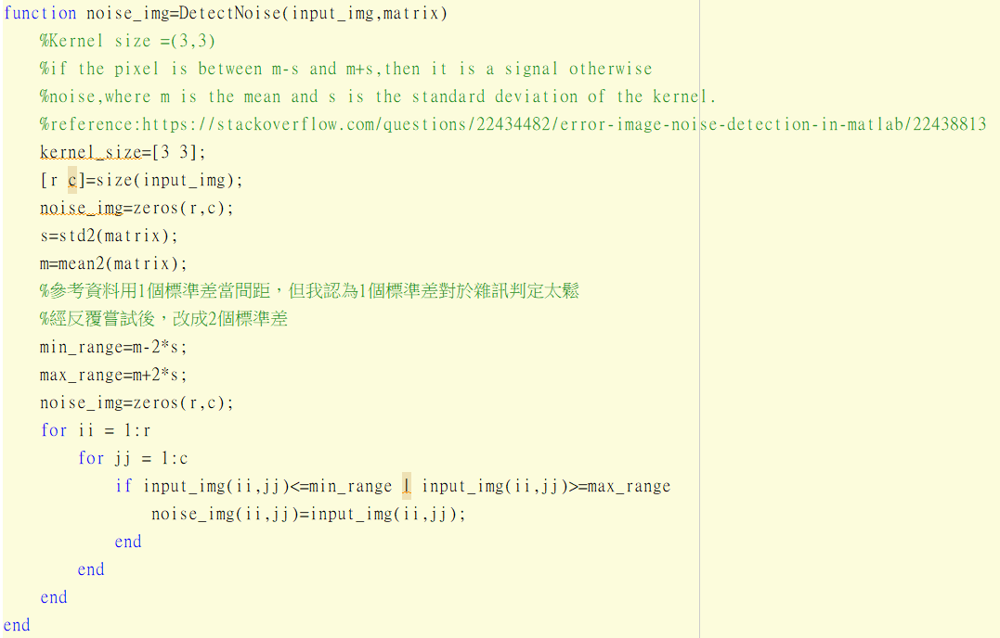 function noise_img=DetectNoise(input_img,matrix)
%Kernel size =(3,3)
%if the pixel is between m-s and m+s,then it is a signal otherwise
%noise,where m is the mean and s is the standard deviation of the kernel.
%reference:https://stackoverflow.com/questions/22434482/error-image-noise-detection-in-matlab/22438813
kernel_size=[3 3];
[r c]=size(input_img);
noise_img=zeros(r,c);
s=std2(matrix);
m=mean2(matrix);
%參考資料用1個標準差當間距，但我認為1個標準差對於雜訊判定太鬆
%經反覆嘗試後，改成2個標準差
min_range=m-2*s;
max_range=m+2*s;
noise_img=zeros(r,c);
for ii = 1:r
for jj = 1:c
if input_img(ii,jj)<=min_range | input_img(ii,jj)>=max_range
noise_img(ii,jj)=input_img(ii,jj);
end
end
end
end